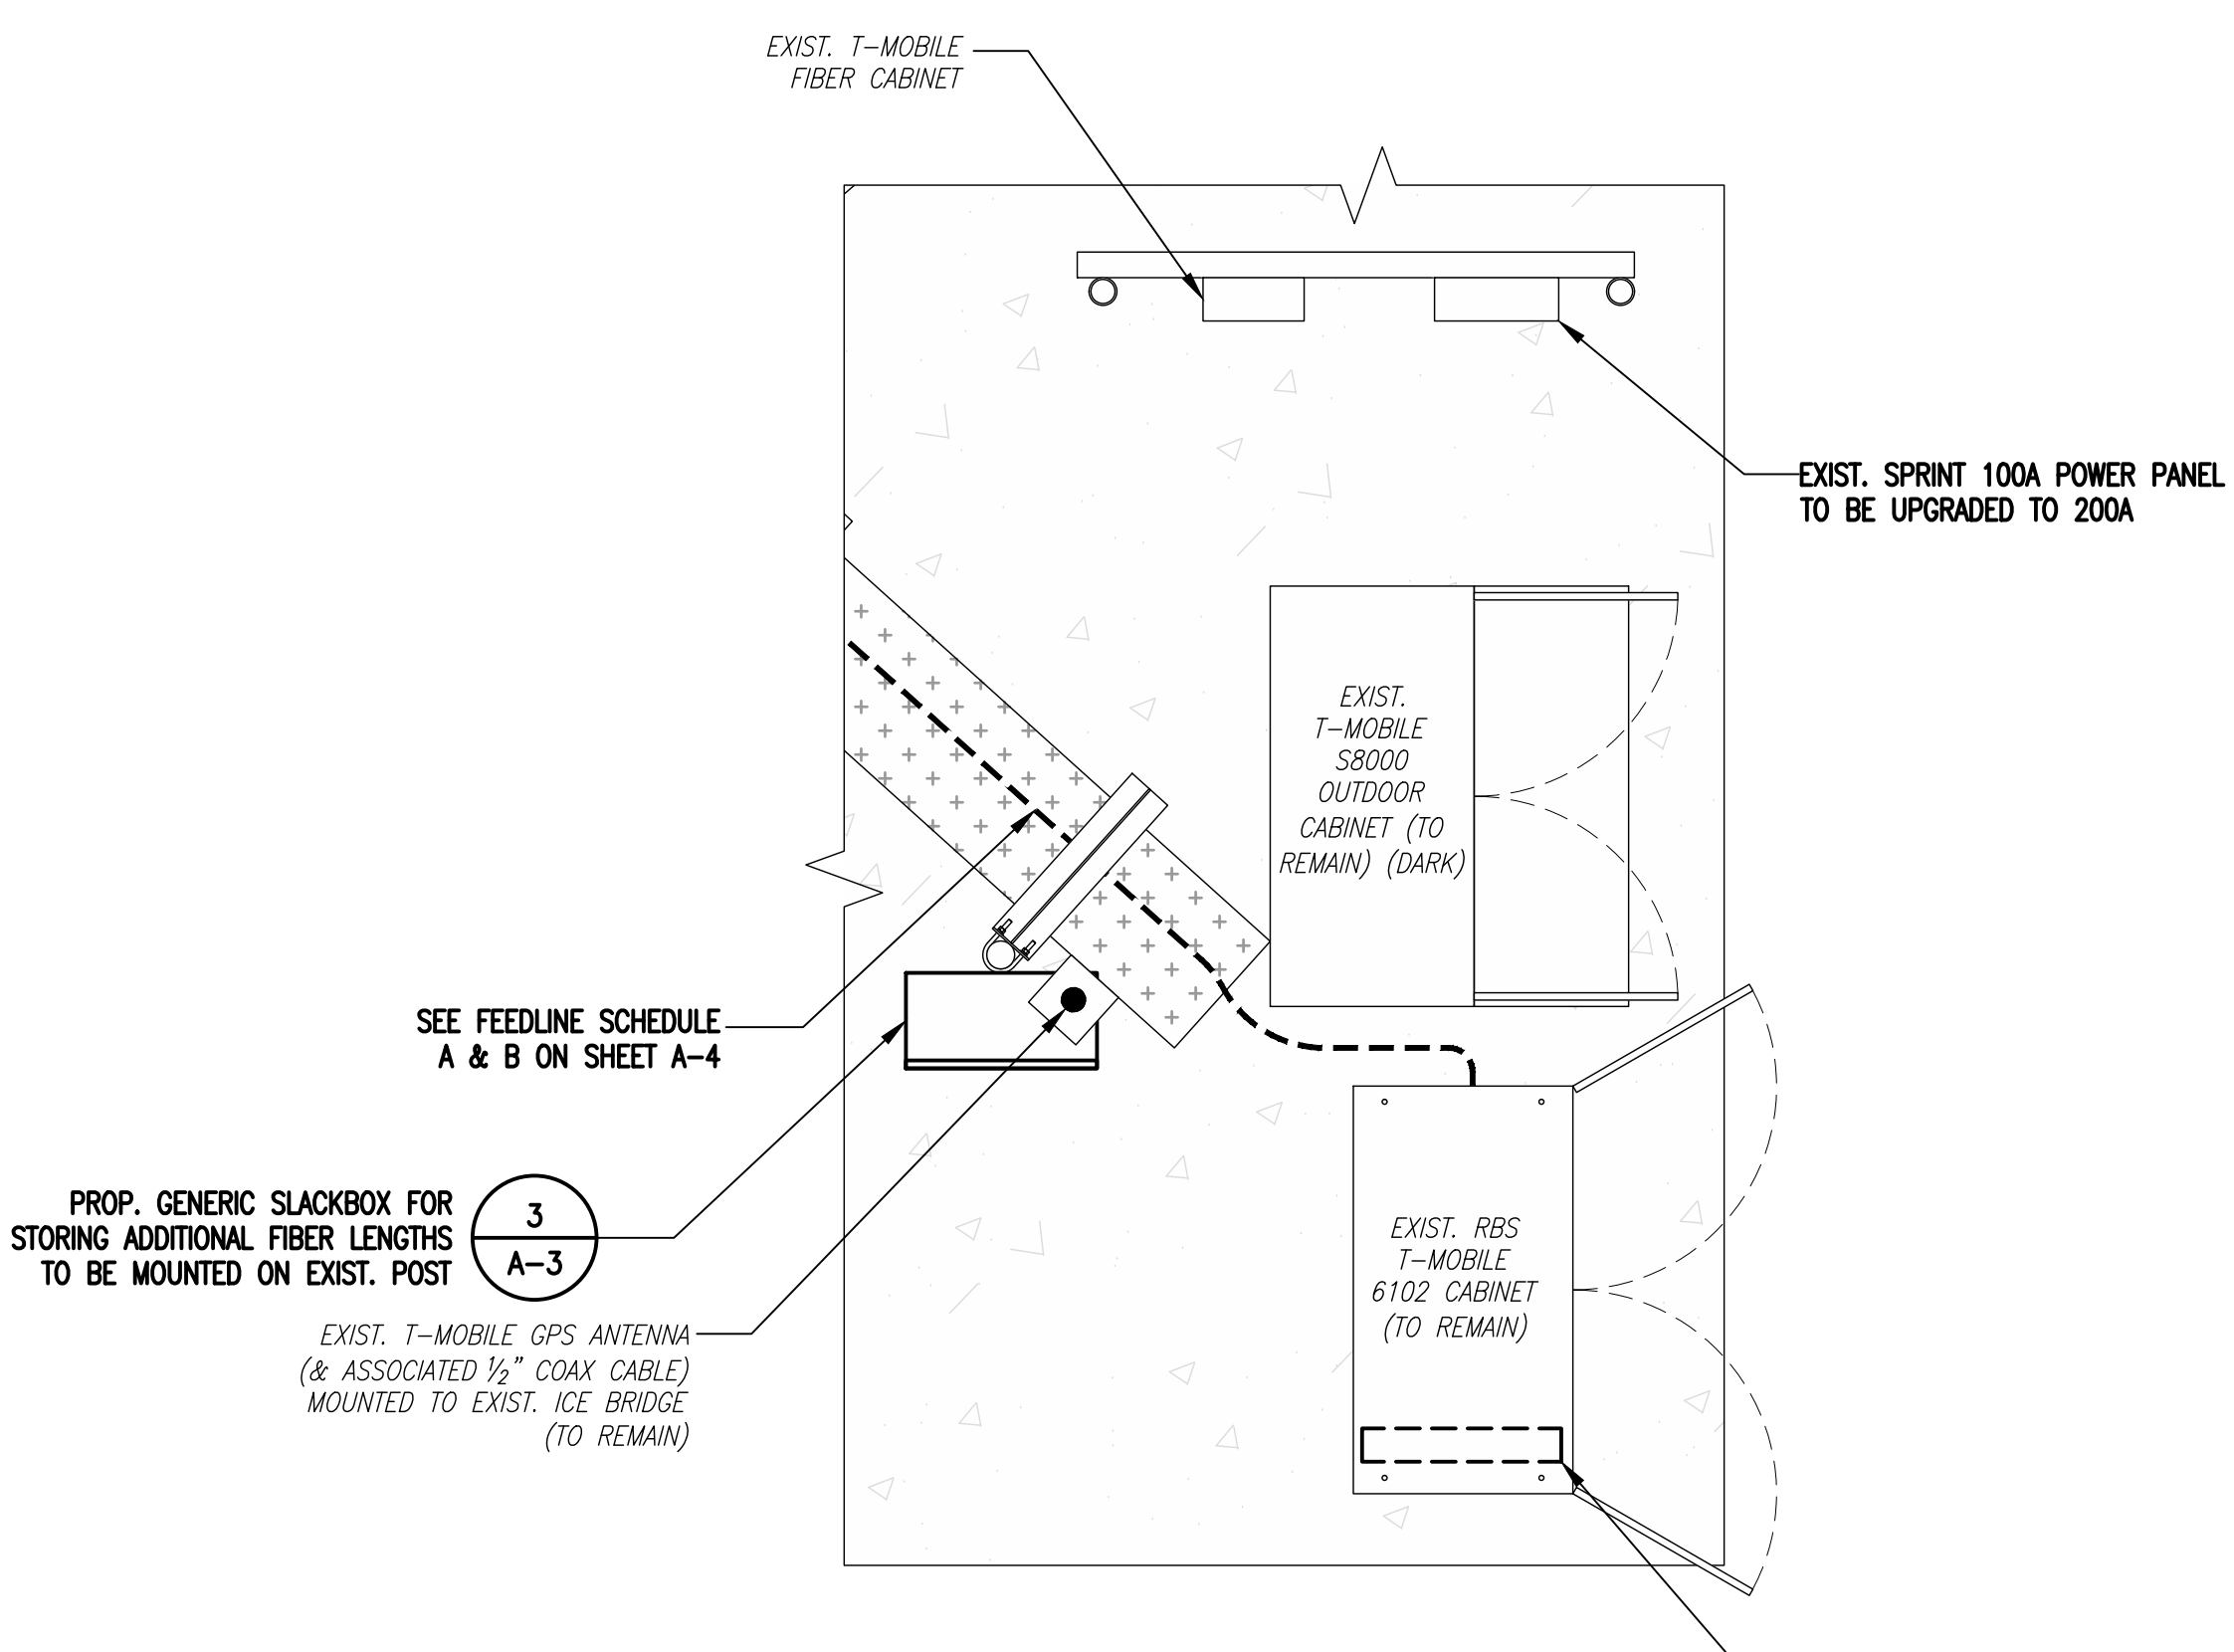 EXIST. T-MOBILE
FIBER CABINET
EXIST. SPRINT 100A POWER PANEL
TO BE UPGRADED TO 200A
EXIST.
T-MOBILE
S8000
OUTDOOR
CABINET (TO
REMAIN) (DARK)
SEE FEEDLINE SCHEDULE
A & B ON SHEET A-4
PROP. GENERIC SLACKBOX FOR
STORING ADDITIONAL FIBER LENGTHS
TO BE MOUNTED ON EXIST. POST
3
A-3
EXIST. T-MOBILE GPS ANTENNA
(& ASSOCIATED ½" COAX CABLE)
MOUNTED TO EXIST. ICE BRIDGE
(TO REMAIN)
EXIST. RBS
T-MOBILE
6102 CABINET
(TO REMAIN)